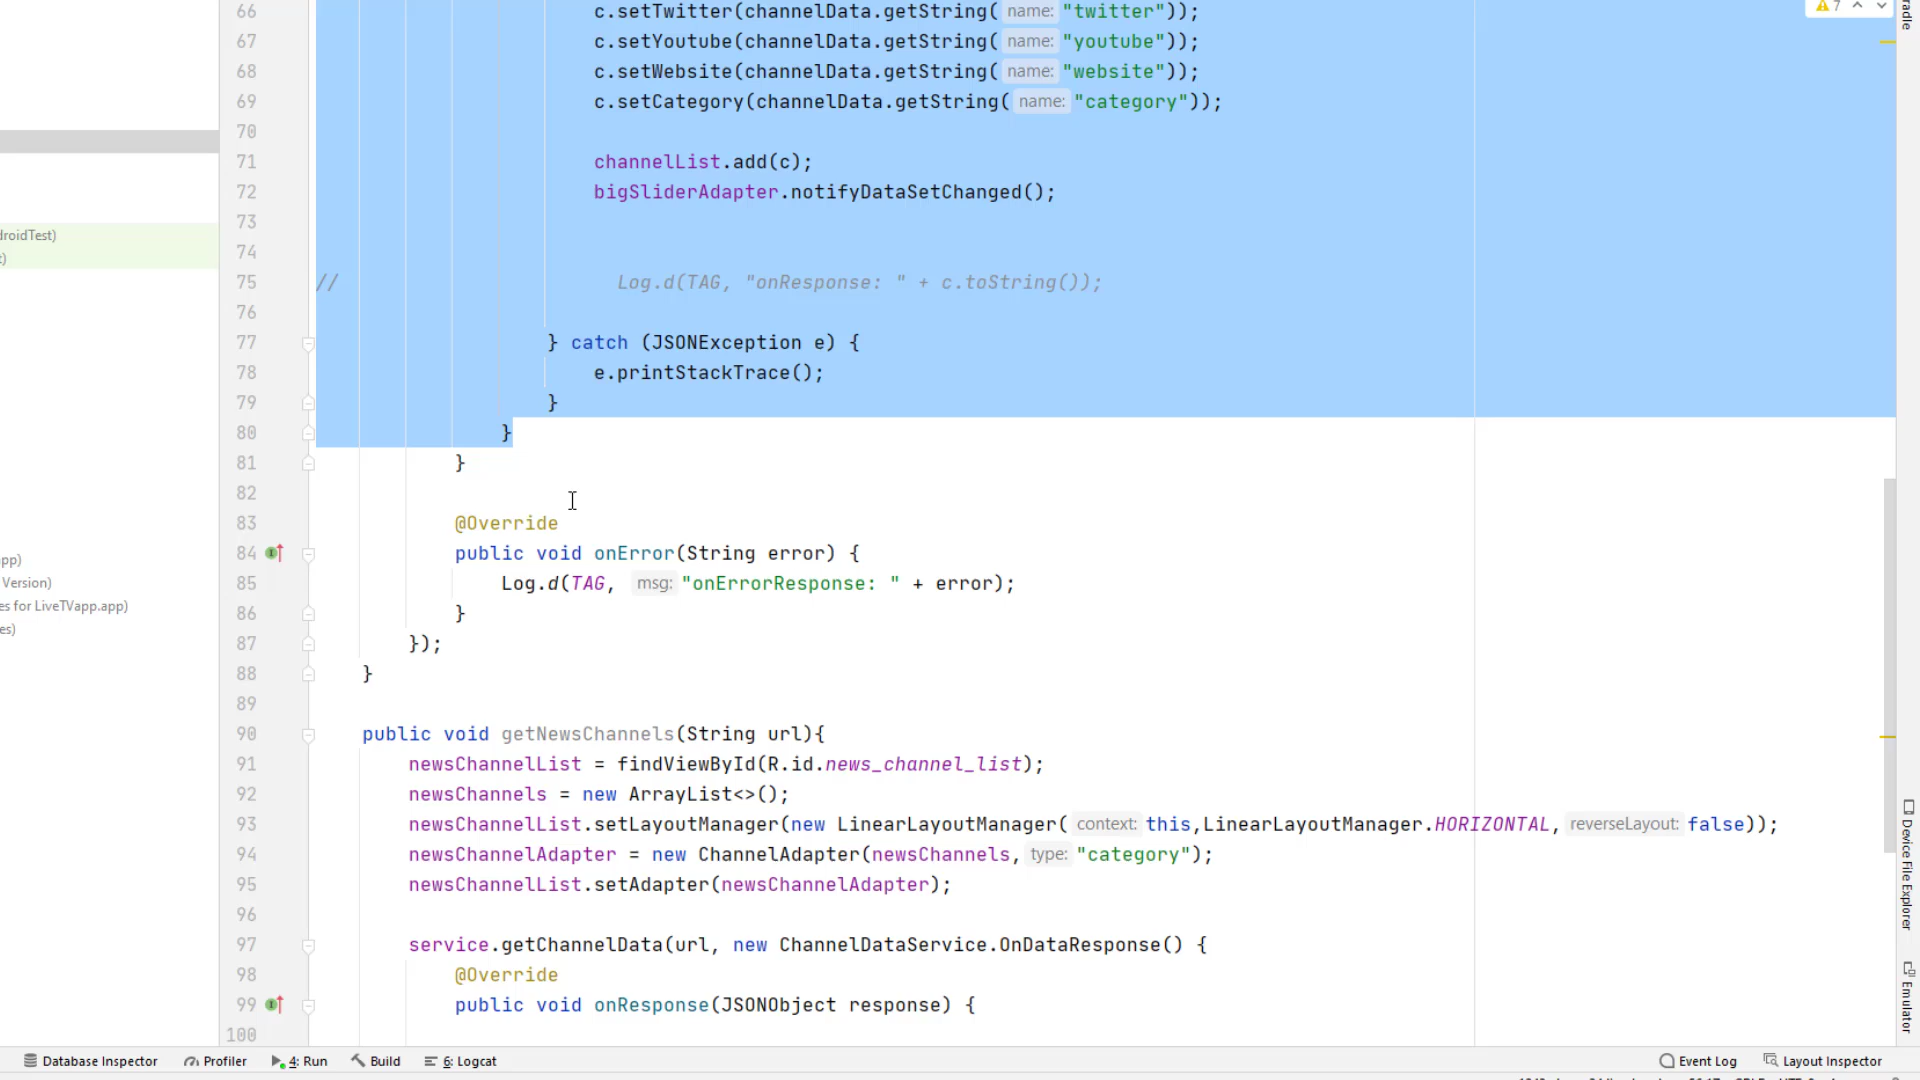 66 c.setTwitter(channelData.getString( name: "twitter"));
67 c.setYoutube(channelData.getString( name: "youtube"));
68 c.setWebsite(channelData.getString( name: "website"));
69 c.setCategory(channelData.getString( name: "category"));
70
71 channelList.add(c);
72 bigSliderAdapter.notifyDataSetChanged();
73
74
75 // Log.d(TAG, "onResponse: " + c.toString());
76
77 } catch (JSONException e) {
78 e.printStackTrace();
79 }
80 }
81 }
82
83 @Override
84 public void onError(String error) {
85 Log.d(TAG, msg: "onErrorResponse: " + error);
86 }
87 });
88 }
89
90 public void getNewsChannels(String url){
91 newsChannelList = findViewById(R.id.news_channel_list);
92 newsChannels = new ArrayList<>();
93 newsChannelList.setLayoutManager(new LinearLayoutManager( context: this,LinearLayoutManager.HORIZONTAL, reverseLayout: false));
94 newsChannelAdapter = new ChannelAdapter(newsChannels, type: "category");
95 newsChannelList.setAdapter(newsChannelAdapter);
96
97 service.getChannelData(url, new ChannelDataService.OnDataResponse() {
98 @Override
99 public void onResponse(JSONObject response) {
100
droidTest)
t)
pp)
Version)
es for LiveTVapp.app)
es)
7
radle
Device File Explorer
Emulator
Database Inspector Profiler 4: Run Build 6: Logcat Event Log Layout Inspector